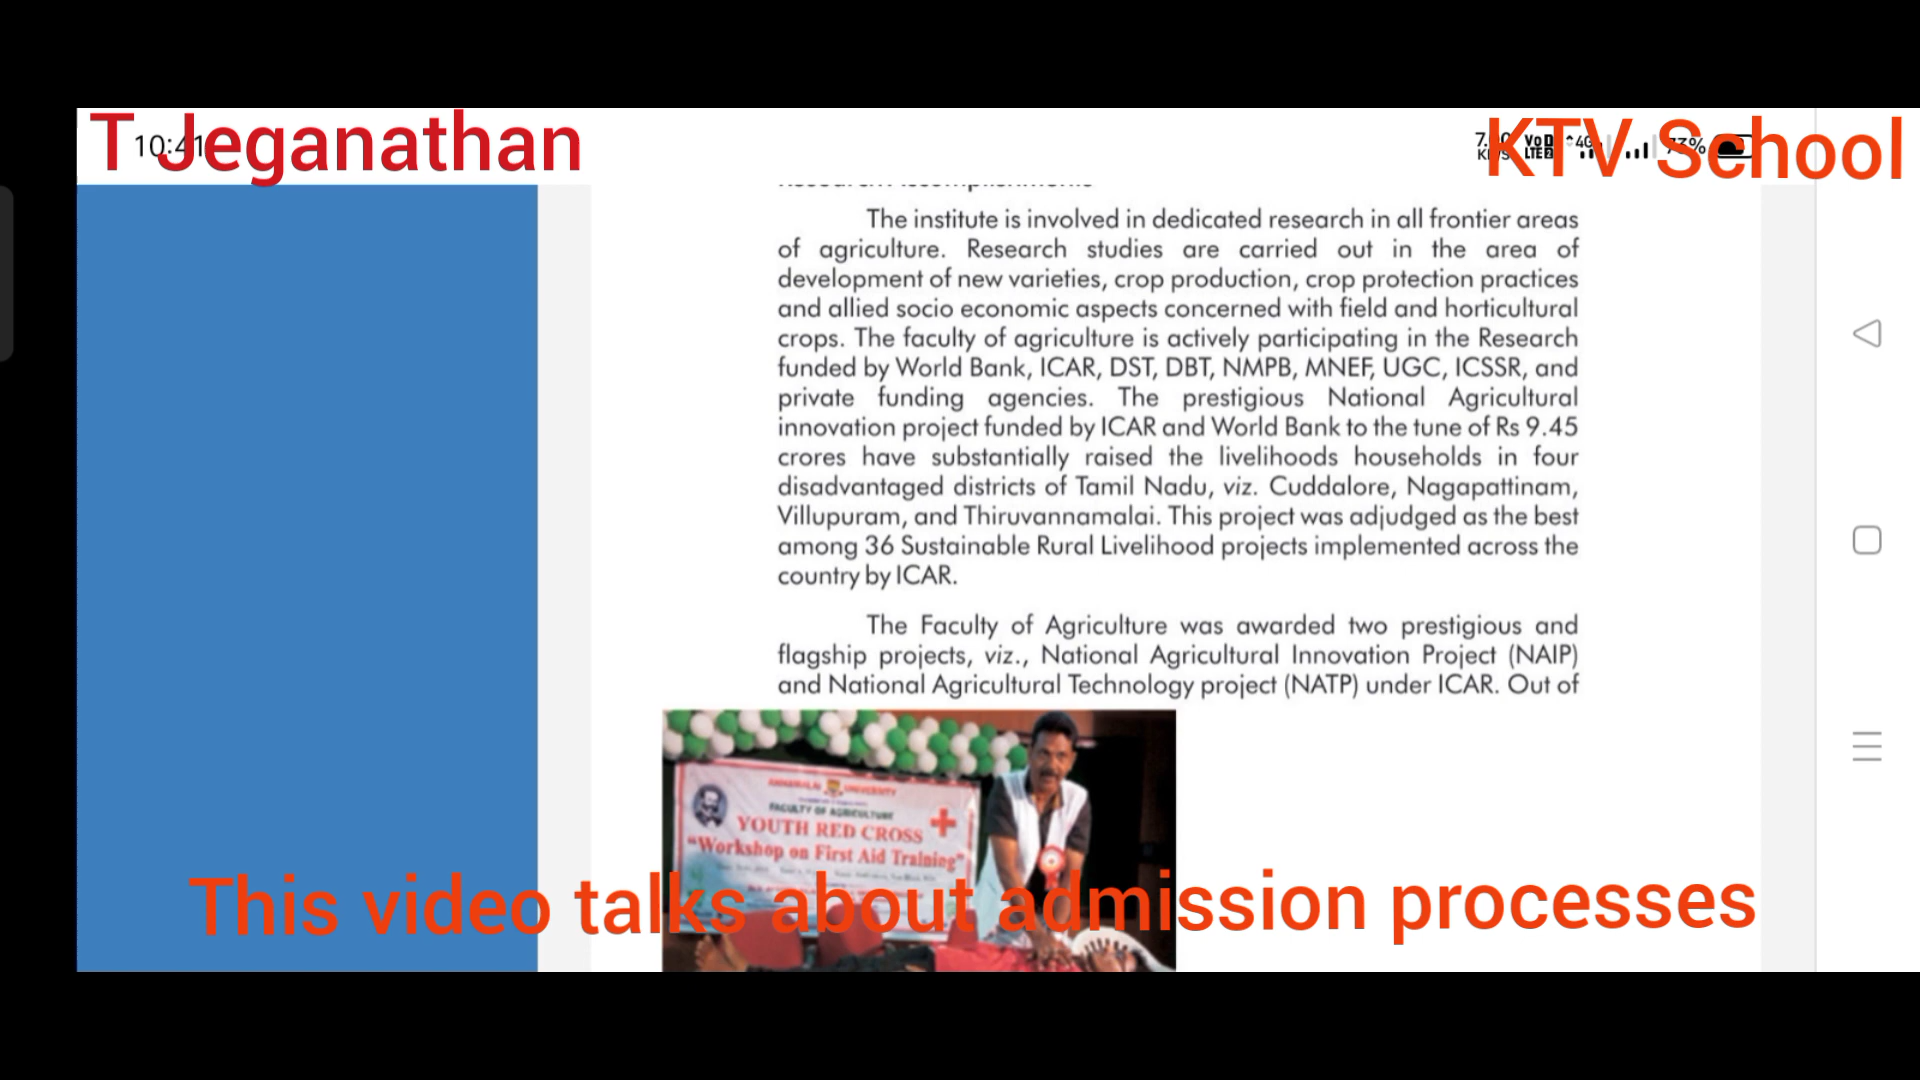 T Jeganathan
10:41
KTV School
The institute is involved in dedicated research in all frontier areas
of agriculture. Research studies are carried out in the area of
development of new varieties, crop production, crop protection practices
and allied socio economic aspects concerned with field and horticultural
crops. The faculty of agriculture is actively participating in the Research
funded by World Bank, ICAR, DST, DBT, NMPB, MNEF, UGC, ICSSR, and
private funding agencies. The prestigious National Agricultural
innovation project funded by ICAR and World Bank to the tune of Rs 9.45
crores have substantially raised the livelihoods households in four
disadvantaged districts of Tamil Nadu, viz. Cuddalore, Nagapattinam,
Villupuram, and Thiruvannamalai. This project was adjudged as the best
among 36 Sustainable Rural Livelihood projects implemented across the
country by ICAR.
The Faculty of Agriculture was awarded two prestigious and
flagship projects, viz., National Agricultural Innovation Project (NAIP)
and National Agricultural Technology project (NATP) under ICAR. Out of
ANNAMALAI UNIVERSITY
FACULTY OF AGRICULTURE
YOUTH RED CROSS
"Workshop on First Aid Training"
This video talks about admission processes